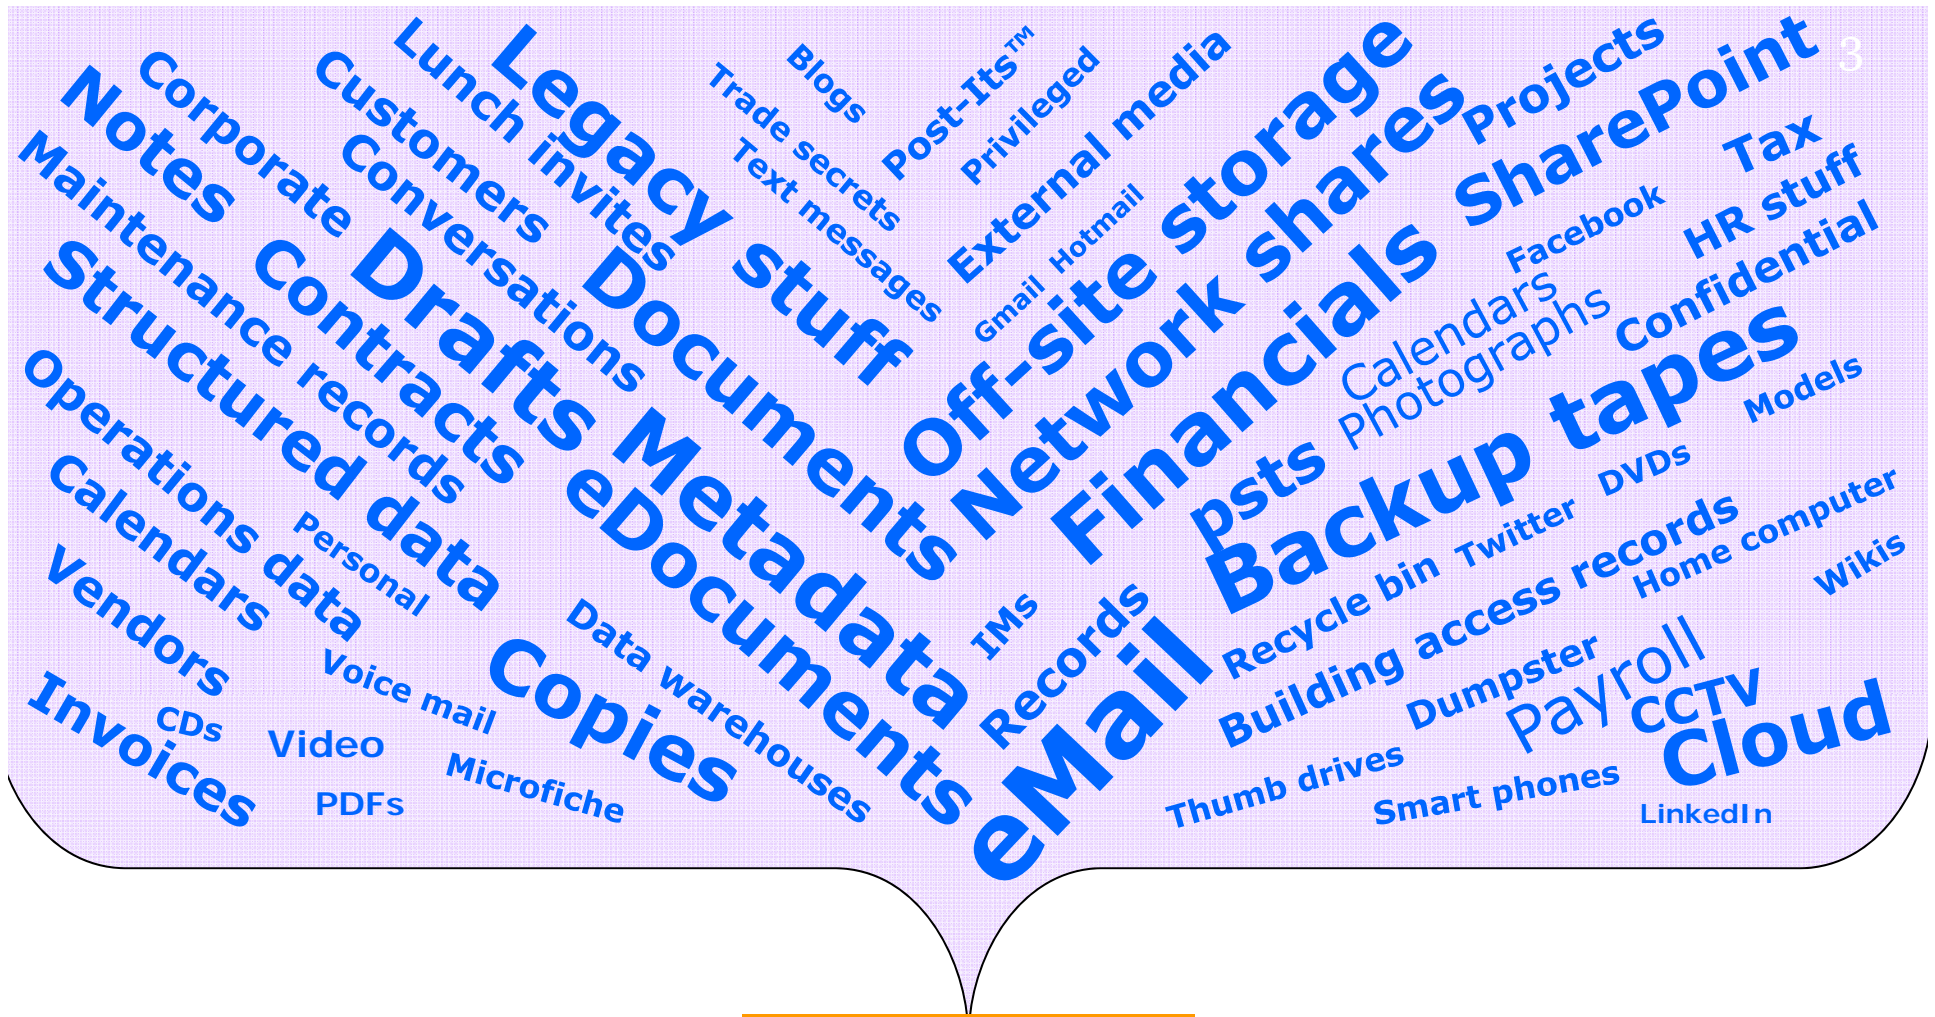 3
Corporate
Notes
Customers
Lunch invites
Legacy stuff
Blogs
Trade secrets
Text messages
Post-Its™
Privileged
External media
Gmail
Hotmail
Off-site storage
Network shares
Projects
SharePoint
Tax
HR stuff
Facebook
Confidential
Maintenance records
Conversations
Structured data
Contracts
Drafts
Documents
Financials
Calendars
Photographs
Operations data
Calendars
Personal
Metadata
eDocuments
psts
Backup tapes
Models
DVDs
Twitter
Recycle bin
Building access records
Home computer
Wikis
Vendors
Voice mail
Data warehouses
Copies
IMs
Records
eMail
Dumpster
Payroll
CCTV
Cloud
Invoices
CDs
Video
PDFs
Microfiche
Thumb drives
Smart phones
LinkedIn